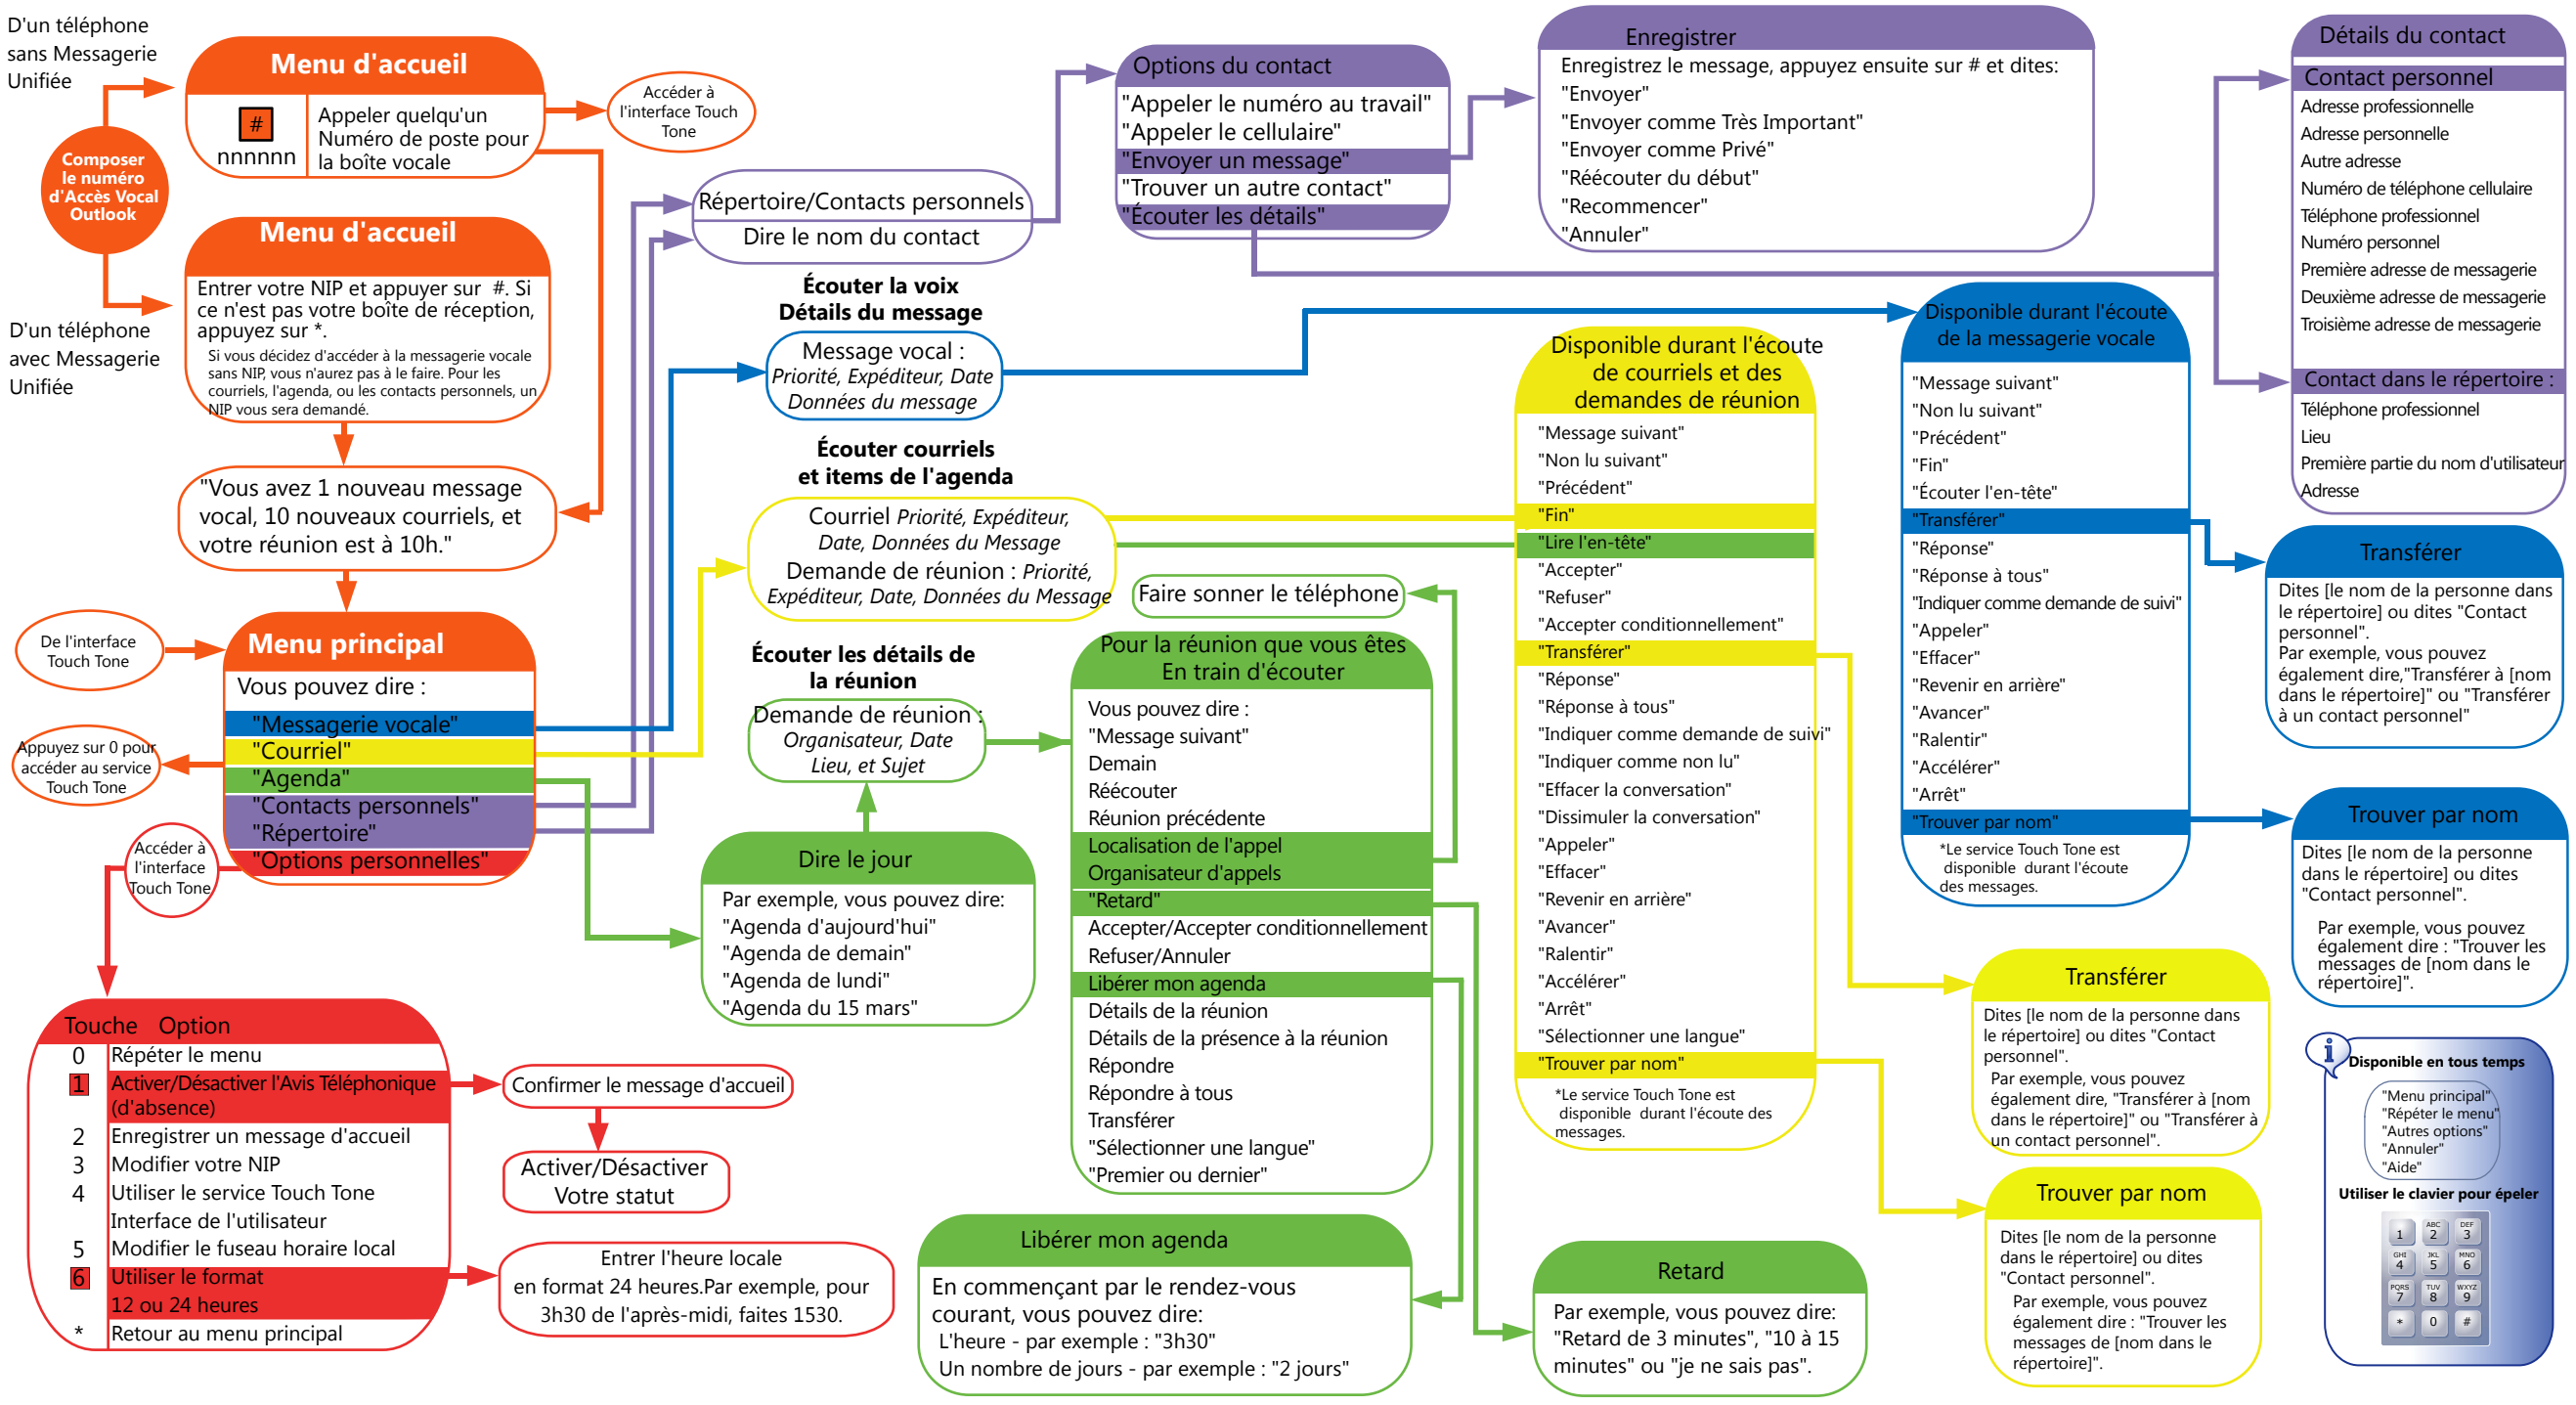 D'un téléphone
sans Messagerie
Unifiée
Composer
le numéro
d'Accès Vocal
Outlook
D'un téléphone
avec Messagerie
Unifiée
Menu d'accueil
#
nnnnnn
Appeler quelqu'un
Numéro de poste pour
la boîte vocale
Accéder à
l'interface Touch
Tone
Menu d'accueil
Entrer votre NIP et appuyer sur #. Si
ce n'est pas votre boîte de réception,
appuyez sur *.
Si vous décidez d'accéder à la messagerie vocale
sans NIP, vous n'aurez pas à le faire. Pour les
courriels, l'agenda, ou les contacts personnels, un
NIP vous sera demandé.
"Vous avez 1 nouveau message
vocal, 10 nouveaux courriels, et
votre réunion est à 10h."
De l'interface
Touch Tone
Appuyez sur 0 pour
accéder au service
Touch Tone
Accéder à
l'interface
Touch Tone
Menu principal
Vous pouvez dire :
"Messagerie vocale"
"Courriel"
"Agenda"
"Contacts personnels"
"Répertoire"
"Options personnelles"
Touche Option
0 Répéter le menu
1 Activer/Désactiver l'Avis Téléphonique
(d'absence)
2 Enregistrer un message d'accueil
3 Modifier votre NIP
4 Utiliser le service Touch Tone
Interface de l'utilisateur
5 Modifier le fuseau horaire local
6 Utiliser le format
12 ou 24 heures
* Retour au menu principal
Confirmer le message d'accueil
Activer/Désactiver
Votre statut
Entrer l'heure locale
en format 24 heures.Par exemple, pour
3h30 de l'après-midi, faites 1530.
Répertoire/Contacts personnels
Dire le nom du contact
Écouter la voix
Détails du message
Message vocal :
Priorité, Expéditeur, Date
Données du message
Écouter courriels
et items de l'agenda
Courriel Priorité, Expéditeur,
Date, Données du Message
Demande de réunion : Priorité,
Expéditeur, Date, Données du Message
Écouter les détails de
la réunion
Demande de réunion :
Organisateur, Date
Lieu, et Sujet
Dire le jour
Par exemple, vous pouvez dire:
"Agenda d'aujourd'hui"
"Agenda de demain"
"Agenda de lundi"
"Agenda du 15 mars"
Options du contact
"Appeler le numéro au travail"
"Appeler le cellulaire"
"Envoyer un message"
"Trouver un autre contact"
"Écouter les détails"
Enregistrer
Enregistrez le message, appuyez ensuite sur # et dites:
"Envoyer"
"Envoyer comme Très Important"
"Envoyer comme Privé"
"Réécouter du début"
"Recommencer"
"Annuler"
Faire sonner le téléphone
Pour la réunion que vous êtes
En train d'écouter
Vous pouvez dire :
"Message suivant"
Demain
Réécouter
Réunion précédente
Localisation de l'appel
Organisateur d'appels
"Retard"
Accepter/Accepter conditionnellement
Refuser/Annuler
Libérer mon agenda
Détails de la réunion
Détails de la présence à la réunion
Répondre
Répondre à tous
Transférer
"Sélectionner une langue"
"Premier ou dernier"
Libérer mon agenda
En commençant par le rendez-vous
courant, vous pouvez dire:
L'heure - par exemple : "3h30"
Un nombre de jours - par exemple : "2 jours"
Retard
Par exemple, vous pouvez dire:
"Retard de 3 minutes", "10 à 15
minutes" ou "je ne sais pas".
Disponible durant l'écoute
de courriels et des
demandes de réunion
"Message suivant"
"Non lu suivant"
"Précédent"
"Fin"
"Lire l'en-tête"
"Accepter"
"Refuser"
"Accepter conditionnellement"
"Transférer"
"Réponse"
"Réponse à tous"
"Indiquer comme demande de suivi"
"Indiquer comme non lu"
"Effacer la conversation"
"Dissimuler la conversation"
"Appeler"
"Effacer"
"Revenir en arrière"
"Avancer"
"Ralentir"
"Accélérer"
"Arrêt"
"Sélectionner une langue"
"Trouver par nom"
*Le service Touch Tone est
disponible durant l'écoute des
messages.
Disponible durant l'écoute
de la messagerie vocale
"Message suivant"
"Non lu suivant"
"Précédent"
"Fin"
"Écouter l'en-tête"
"Transférer"
"Réponse"
"Réponse à tous"
"Indiquer comme demande de suivi"
"Appeler"
"Effacer"
"Revenir en arrière"
"Avancer"
"Ralentir"
"Accélérer"
"Arrêt"
"Trouver par nom"
*Le service Touch Tone est
disponible durant l'écoute
des messages.
Transférer
Dites [le nom de la personne dans
le répertoire] ou dites "Contact
personnel".
Par exemple, vous pouvez
également dire, "Transférer à [nom
dans le répertoire]" ou "Transférer à
un contact personnel".
Trouver par nom
Dites [le nom de la personne
dans le répertoire] ou dites
"Contact personnel".
Par exemple, vous pouvez
également dire : "Trouver les
messages de [nom dans le
répertoire]".
Détails du contact
Contact personnel
Adresse professionnelle
Adresse personnelle
Autre adresse
Numéro de téléphone cellulaire
Téléphone professionnel
Numéro personnel
Première adresse de messagerie
Deuxième adresse de messagerie
Troisième adresse de messagerie
Contact dans le répertoire :
Téléphone professionnel
Lieu
Première partie du nom d'utilisateur
Adresse
Transférer
Dites [le nom de la personne dans
le répertoire] ou dites "Contact
personnel".
Par exemple, vous pouvez
également dire,"Transférer à [nom
dans le répertoire]" ou "Transférer
à un contact personnel"
Trouver par nom
Dites [le nom de la personne
dans le répertoire] ou dites
"Contact personnel".
Par exemple, vous pouvez
également dire : "Trouver les
messages de [nom dans le
répertoire]".
i
Disponible en tous temps
"Menu principal"
"Répéter le menu"
"Autres options"
"Annuler"
"Aide"
Utiliser le clavier pour épeler
ABC DEF
1 2 3
GHI JKL MNO
4 5 6
PQRS TUV WXYZ
7 8 9
* 0 #